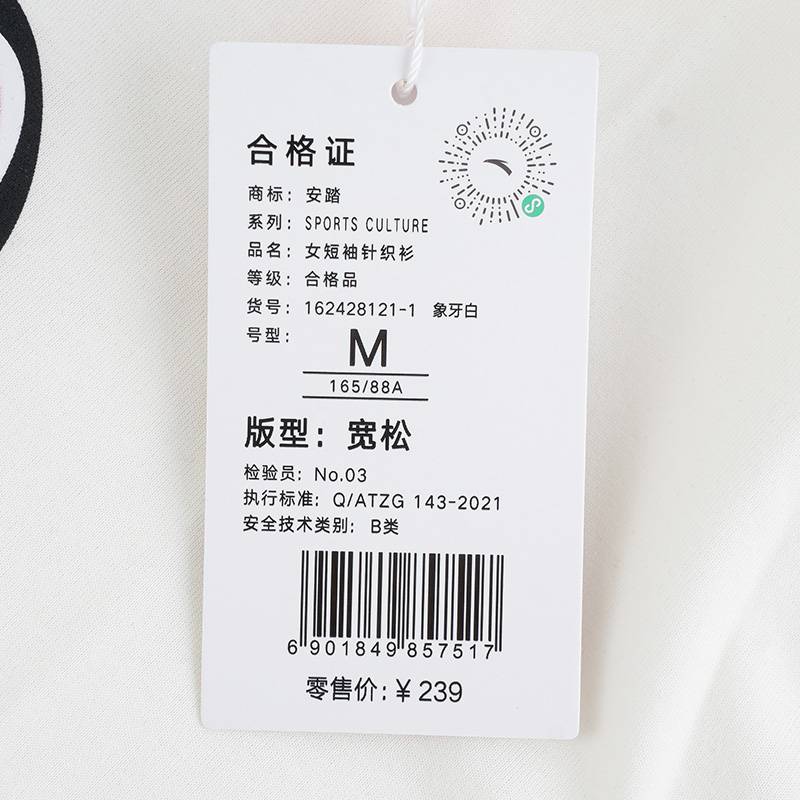 合格证
商标：安踏
系列：SPORTS CULTURE
品名：女短袖针织衫
等级：合格品
货号：162428121-1 象牙白
号型：M
165/88A
版型：宽松
检验员：No.03
执行标准：Q/ATZG 143-2021
安全技术类别：B类
6 901849 857517
零售价：￥239